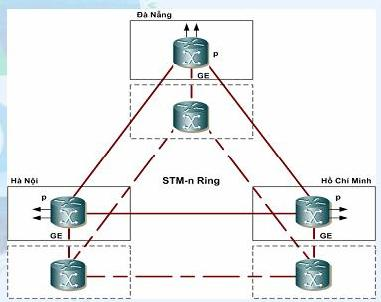 Đà Nẵng
P
GE
STM-n Ring
Hà Nội
Hồ Chí Minh
P
P
GE
GE